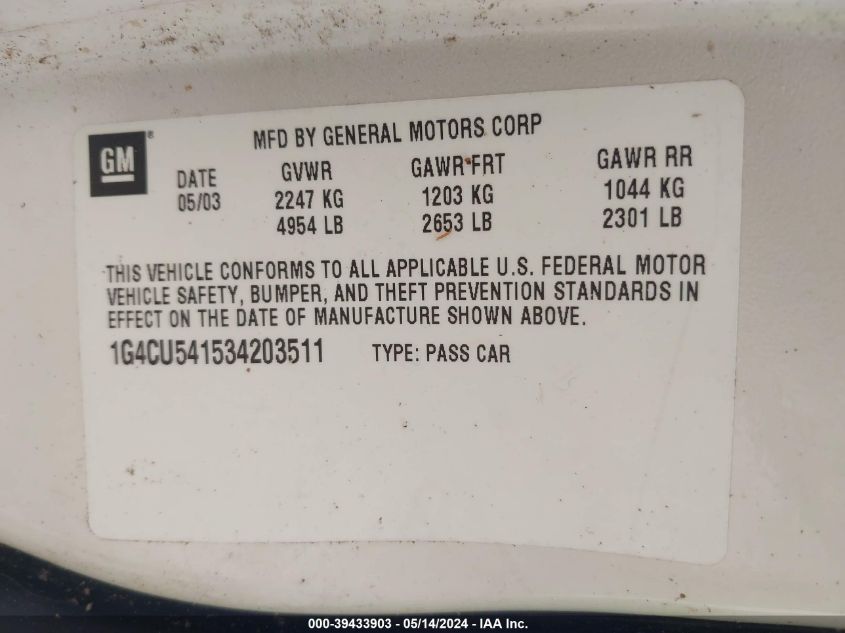 GM®
MFD BY GENERAL MOTORS CORP
DATE GVWR GAWR FRT GAWR RR
05/03 2247 KG 1203 KG 1044 KG
4954 LB 2653 LB 2301 LB
THIS VEHICLE CONFORMS TO ALL APPLICABLE U.S. FEDERAL MOTOR
VEHICLE SAFETY, BUMPER, AND THEFT PREVENTION STANDARDS IN
EFFECT ON THE DATE OF MANUFACTURE SHOWN ABOVE.
1G4CU541534203511 TYPE: PASS CAR
000-39433903 - 05/14/2024 - IAA Inc.